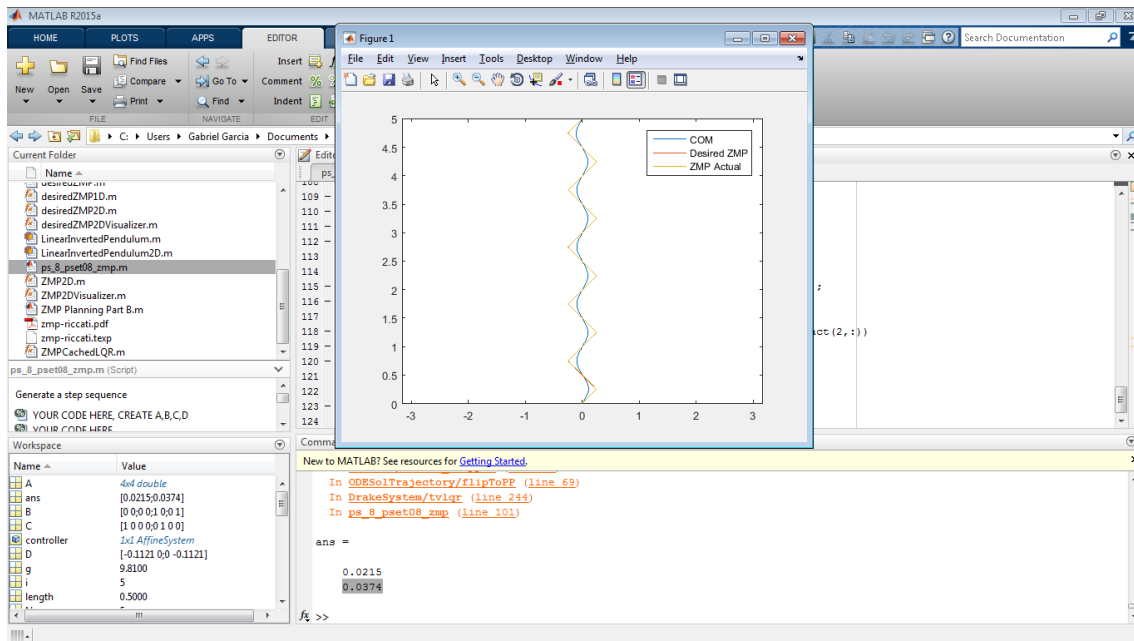 MATLAB R2015a
HOME PLOTS APPS EDITOR
Search Documentation
New Open Save
Find Files
Compare
Print
Go To
Find
Insert
Comment
Indent
FILE NAVIGATE EDIT
C: Users Gabriel Garcia Documents
Current Folder
Name
desiredZMP.m
desiredZMP1D.m
desiredZMP2D.m
desiredZMP2DVisualizer.m
LinearInvertedPendulum.m
LinearInvertedPendulum2D.m
ps_8_pset08_zmp.m
ZMP2D.m
ZMP2DVisualizer.m
ZMP Planning Part B.m
zmp-riccati.pdf
zmp-riccati.texp
ZMPCachedLQR.m
ps_8_pset08_zmp.m (Script)
Generate a step sequence
YOUR CODE HERE, CREATE A,B,C,D
YOUR CODE HERE
Workspace
Name Value
A 4x4 double
ans [0.0215;0.0374]
B [0 0;0 0;1 0;0 1]
C [1 0 0 0;0 1 0 0]
controller 1x1 AffineSystem
D [-0.1121 0;0 -0.1121]
g 9.8100
i 5
length 0.5000
108
109 –
110 –
111 –
112 –
113
114
115 –
116 –
117
118 –
119 –
120 –
121
122
123 –
124
;
act(2,:))
Figure 1
File Edit View Insert Tools Desktop Window Help
COM
Desired ZMP
ZMP Actual
5
4.5
4
3.5
3
2.5
2
1.5
1
0.5
0
-3 -2 -1 0 1 2 3
New to MATLAB? See resources for Getting Started.
In ODESolTrajectory/flipToPP (line 69)
In DrakeSystem/tvlqr (line 244)
In ps_8_pset08_zmp (line 101)
ans =
0.0215
0.0374
fx >>